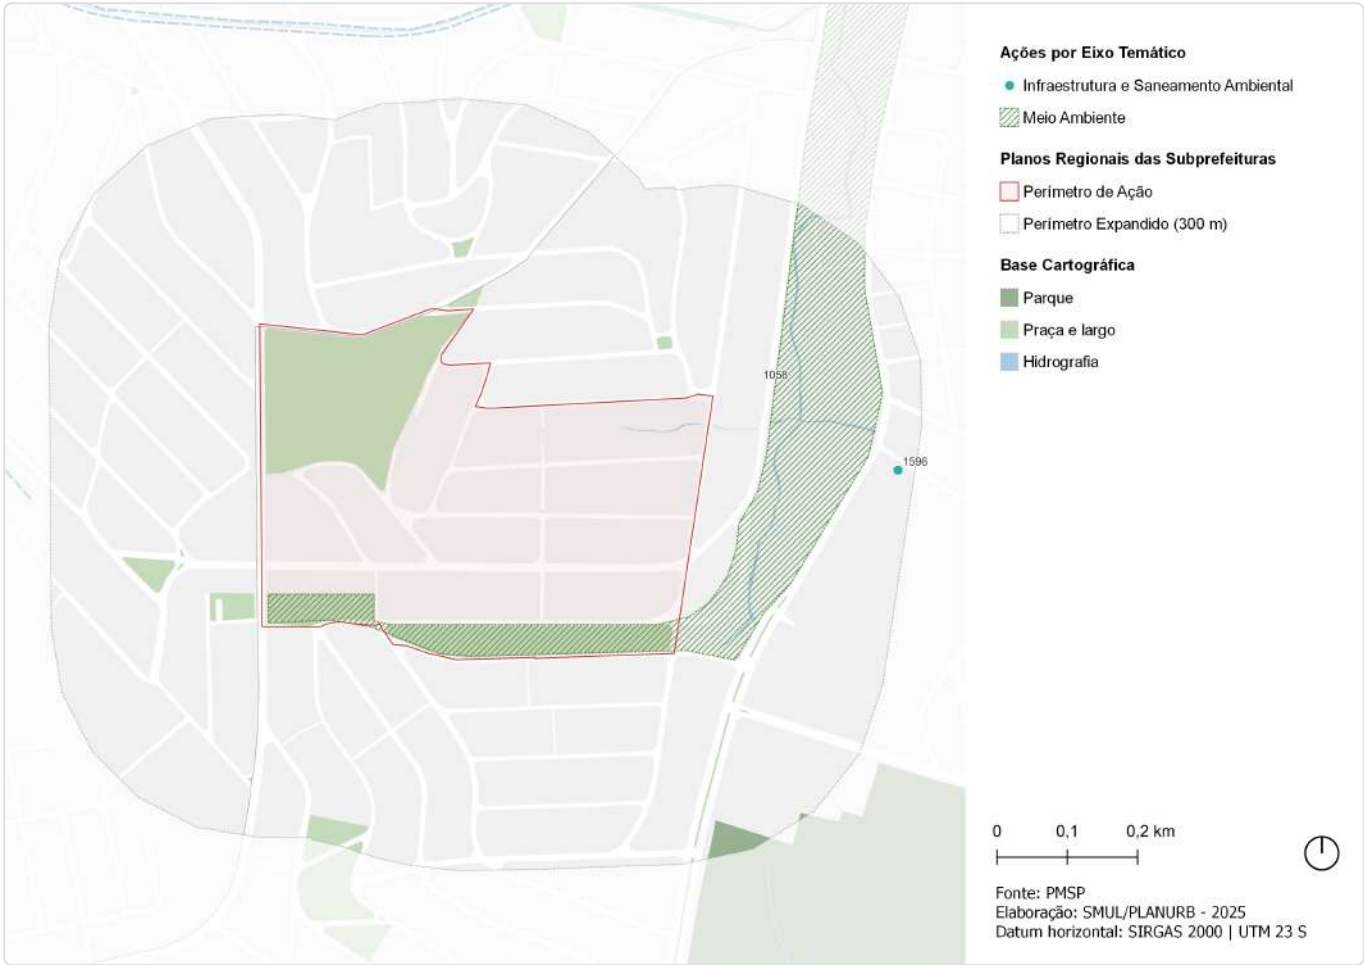 Ações por Eixo Temático
Infraestrutura e Saneamento Ambiental
Meio Ambiente
Planos Regionais das Subprefeituras
Perímetro de Ação
Perímetro Expandido (300 m)
Base Cartográfica
Parque
Praça e largo
Hidrografia
1058
1596
0 0,1 0,2 km
Fonte: PMSP
Elaboração: SMUL/PLANURB - 2025
Datum horizontal: SIRGAS 2000 | UTM 23 S